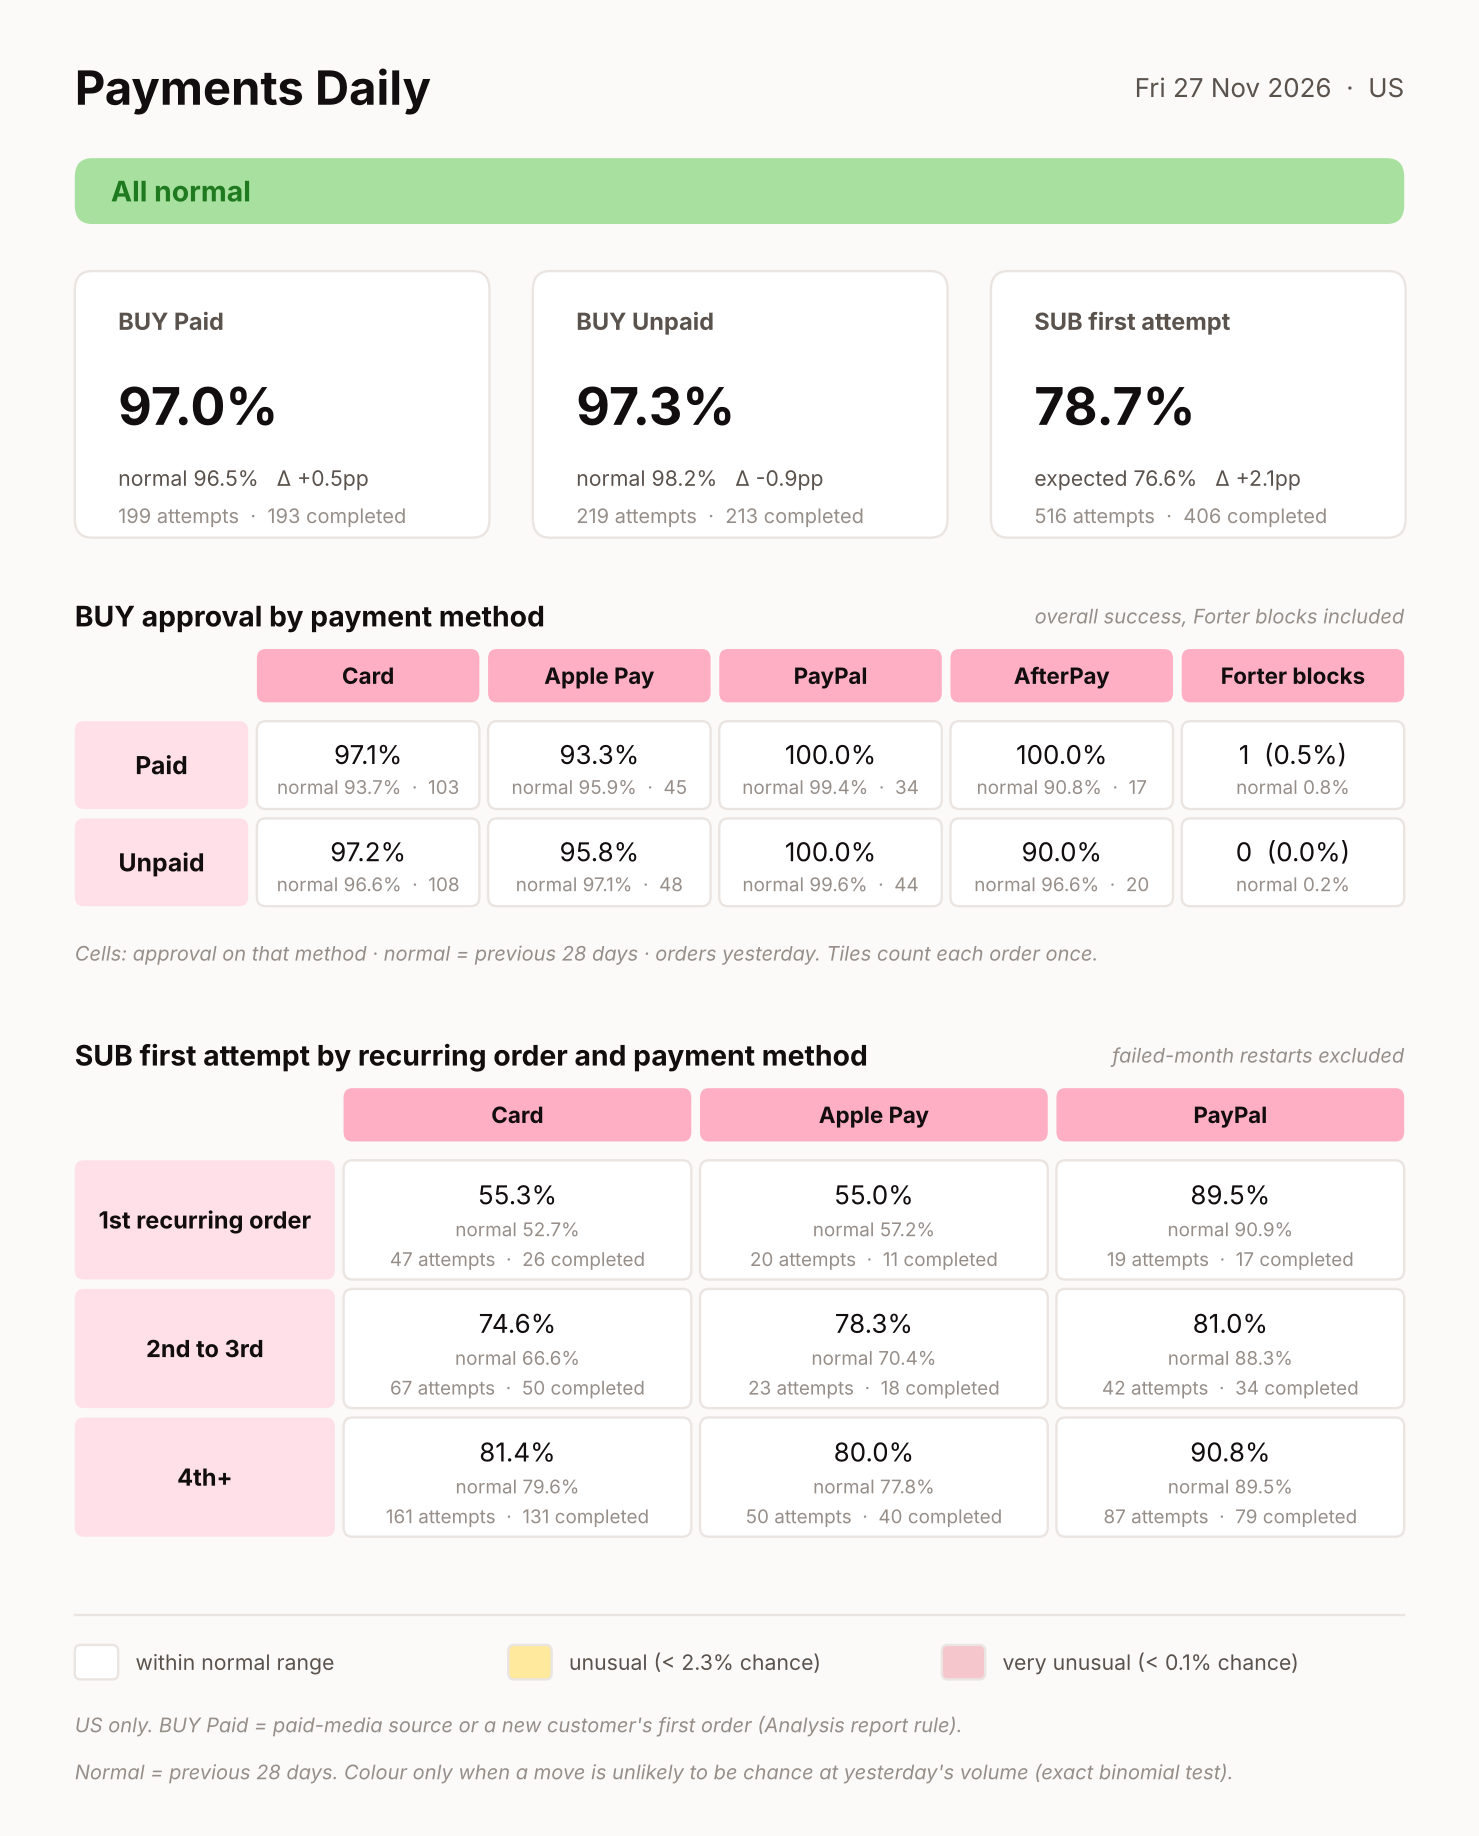 Payments Daily
Fri 27 Nov 2026 · US
All normal
BUY Paid
97.0%
normal 96.5% Δ +0.5pp
199 attempts · 193 completed
BUY Unpaid
97.3%
normal 98.2% Δ -0.9pp
219 attempts · 213 completed
SUB first attempt
78.7%
expected 76.6% Δ +2.1pp
516 attempts · 406 completed
BUY approval by payment method
overall success, Forter blocks included
Card Apple Pay PayPal AfterPay Forter blocks
Paid
97.1% 93.3% 100.0% 100.0% 1 (0.5%)
normal 93.7% · 103 normal 95.9% · 45 normal 99.4% · 34 normal 90.8% · 17 normal 0.8%
Unpaid
97.2% 95.8% 100.0% 90.0% 0 (0.0%)
normal 96.6% · 108 normal 97.1% · 48 normal 99.6% · 44 normal 96.6% · 20 normal 0.2%
Cells: approval on that method · normal = previous 28 days · orders yesterday. Tiles count each order once.
SUB first attempt by recurring order and payment method
failed-month restarts excluded
Card Apple Pay PayPal
1st recurring order
55.3% 55.0% 89.5%
normal 52.7% normal 57.2% normal 90.9%
47 attempts · 26 completed 20 attempts · 11 completed 19 attempts · 17 completed
2nd to 3rd
74.6% 78.3% 81.0%
normal 66.6% normal 70.4% normal 88.3%
67 attempts · 50 completed 23 attempts · 18 completed 42 attempts · 34 completed
4th+
81.4% 80.0% 90.8%
normal 79.6% normal 77.8% normal 89.5%
161 attempts · 131 completed 50 attempts · 40 completed 87 attempts · 79 completed
within normal range
unusual (< 2.3% chance)
very unusual (< 0.1% chance)
US only. BUY Paid = paid-media source or a new customer's first order (Analysis report rule).
Normal = previous 28 days. Colour only when a move is unlikely to be chance at yesterday's volume (exact binomial test).